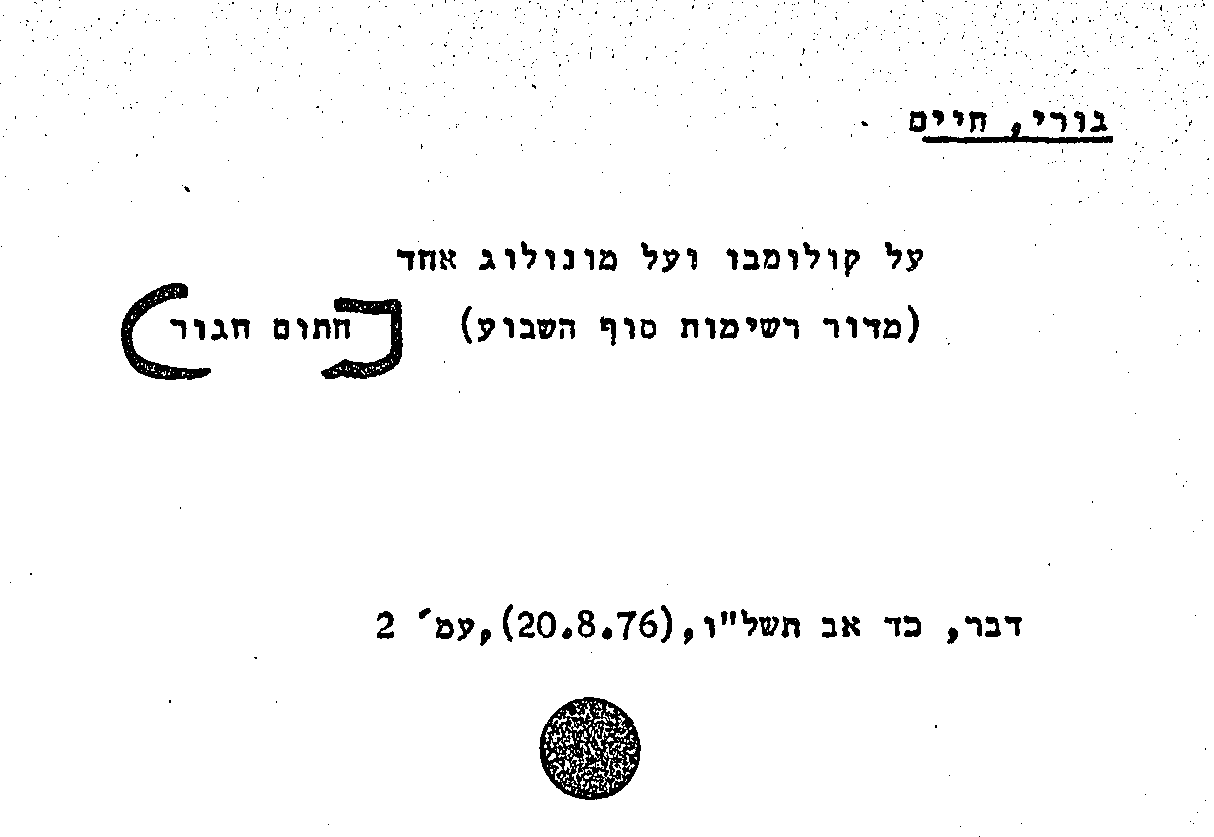 גורי, חיים
על קולומבו ועל מונולוג אחד
(מדור רשימות סוף השבוע) [חתום חגור]
דבר, כד אב תשל"ו,(20.8.76),עמ' 2